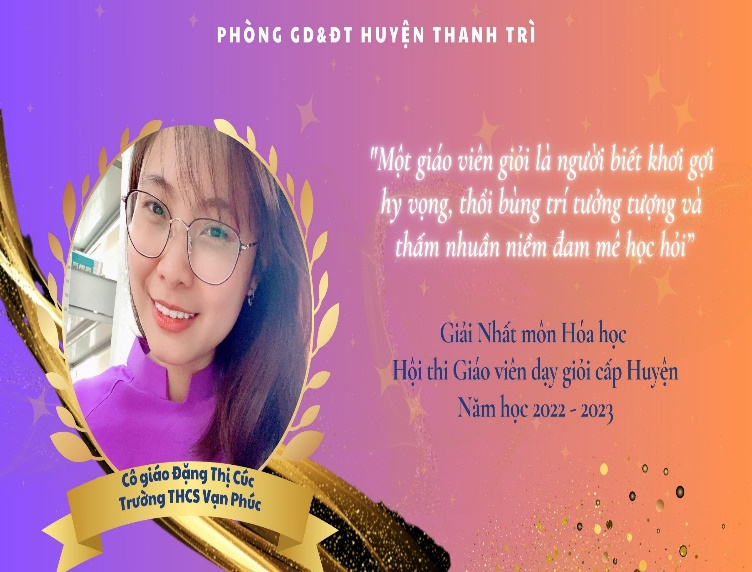 PHÒNG GD&ĐT HUYỆN THANH TRÌ
"Một giáo viên giỏi là người biết khơi gợi
hy vọng, thổi bùng trí tưởng tượng và
thấm nhuần niềm đam mê học hỏi”
Giải Nhất môn Hóa học
Hội thi Giáo viên dạy giỏi cấp Huyện
Năm học 2022 - 2023
Cô giáo Đặng Thị Cúc
Trường THCS Vạn Phúc